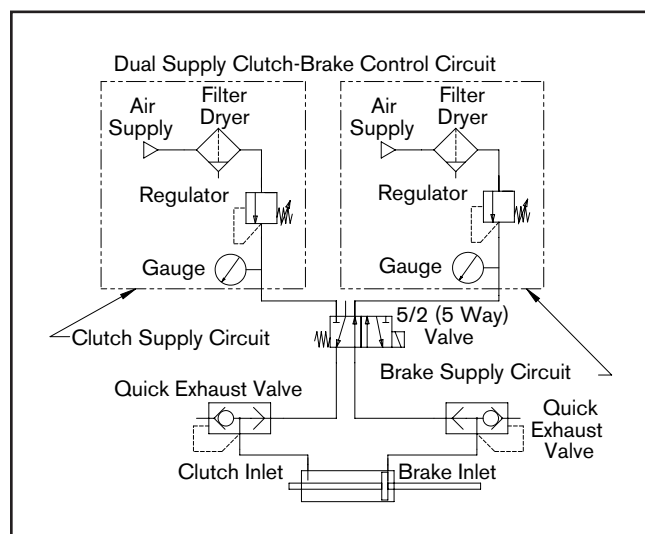 Dual Supply Clutch-Brake Control Circuit
Air
Supply
Filter
Dryer
Regulator
Gauge
Air
Supply
Filter
Dryer
Regulator
Gauge
Clutch Supply Circuit
5/2 (5 Way)
Valve
Brake Supply Circuit
Quick Exhaust Valve
Quick
Exhaust
Valve
Clutch Inlet
Brake Inlet